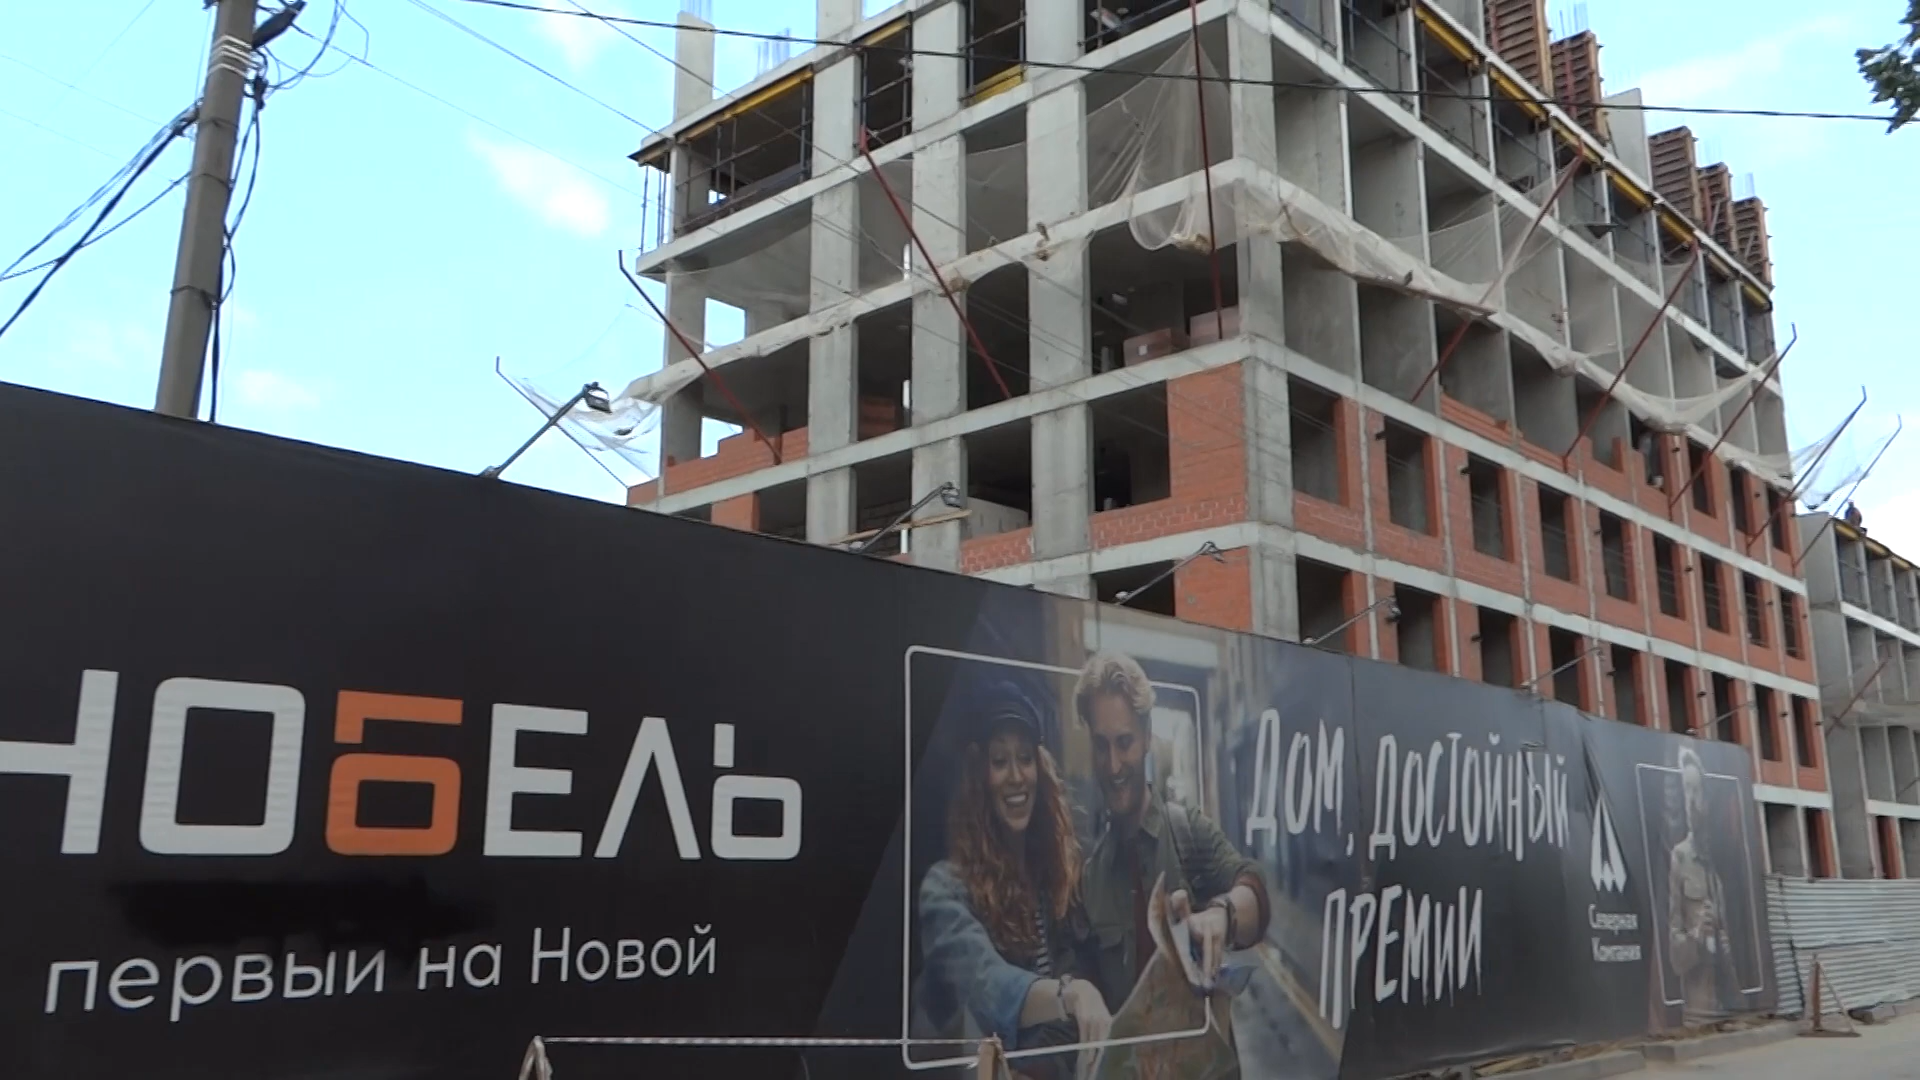 НОБЕЛЬ
первый на Новой
ДОМ, ДОСТОЙНЫЙ
ПРЕМИИ
Северная
Компания